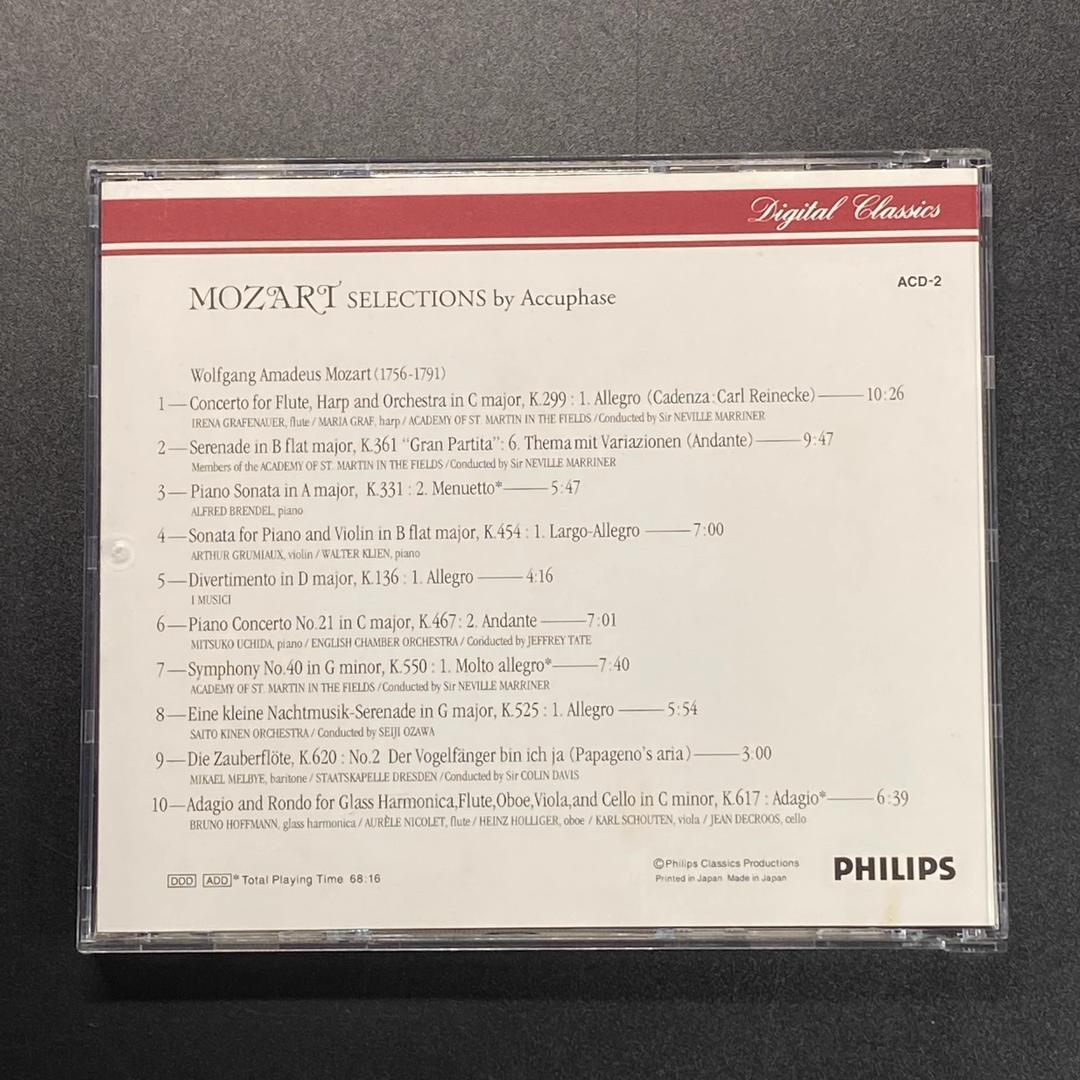 Digital Classics
MOZART SELECTIONS by Accuphase
ACD-2
Wolfgang Amadeus Mozart (1756-1791)
1—Concerto for Flute, Harp and Orchestra in C major, K.299 : 1. Allegro (Cadenza : Carl Reinecke)——10:26
IRENA GRAFENAUER, flute / MARIA GRAF, harp / ACADEMY OF ST. MARTIN IN THE FIELDS / Conducted by Sir NEVILLE MARRINER
2—Serenade in B flat major, K.361 “Gran Partita”: 6. Thema mit Variazionen (Andante)——9:47
Members of the ACADEMY OF ST. MARTIN IN THE FIELDS / Conducted by Sir NEVILLE MARRINER
3—Piano Sonata in A major, K.331 : 2. Menuetto*——5:47
ALFRED BRENDEL, piano
4—Sonata for Piano and Violin in B flat major, K.454 : 1. Largo-Allegro——7:00
ARTHUR GRUMIAUX, violin / WALTER KLIEN, piano
5—Divertimento in D major, K.136 : 1. Allegro——4:16
I MUSICI
6—Piano Concerto No.21 in C major, K.467: 2. Andante——7:01
MITSUKO UCHIDA, piano / ENGLISH CHAMBER ORCHESTRA / Conducted by JEFFREY TATE
7—Symphony No.40 in G minor, K.550 : 1. Molto allegro*——7:40
ACADEMY OF ST. MARTIN IN THE FIELDS / Conducted by Sir NEVILLE MARRINER
8—Eine kleine Nachtmusik-Serenade in G major, K.525 : 1. Allegro——5:54
SAITO KINEN ORCHESTRA / Conducted by SEIJI OZAWA
9—Die Zauberflöte, K.620 : No.2 Der Vogelfänger bin ich ja (Papageno's aria)——3:00
MIKAEL MELBYE, baritone / STAATSKAPELLE DRESDEN / Conducted by Sir COLIN DAVIS
10—Adagio and Rondo for Glass Harmonica,Flute,Oboe,Viola,and Cello in C minor, K.617 : Adagio*——6:39
BRUNO HOFFMANN, glass harmonica / AURÈLE NICOLET, flute / HEINZ HOLLIGER, oboe / KARL SCHOUTEN, viola / JEAN DECROOS, cello
DDD ADD* Total Playing Time 68:16
©Philips Classics Productions
Printed in Japan Made in Japan
PHILIPS